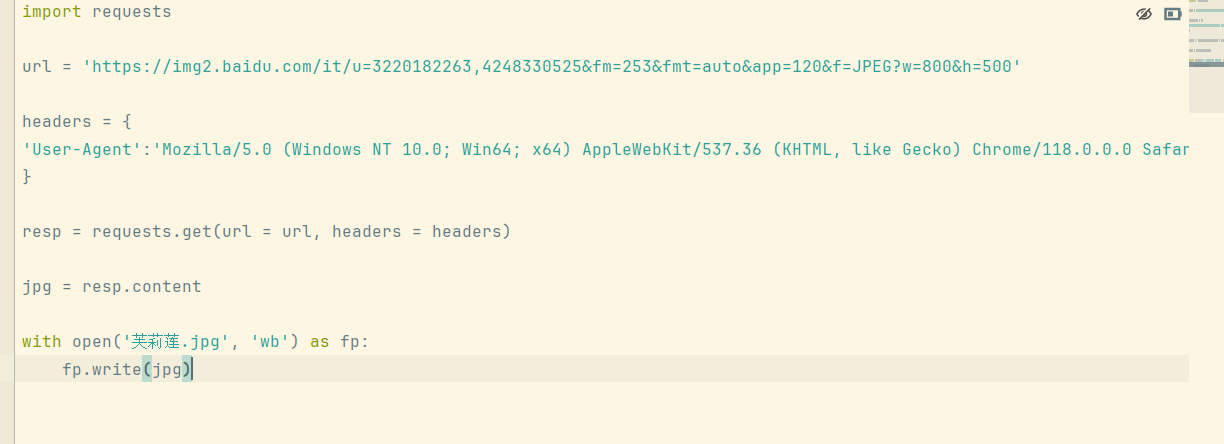 import requests
url = 'https://img2.baidu.com/it/u=3220182263,4248330525&fm=253&fmt=auto&app=120&f=JPEG?w=800&h=500'
headers = {
'User-Agent':'Mozilla/5.0 (Windows NT 10.0; Win64; x64) AppleWebKit/537.36 (KHTML, like Gecko) Chrome/118.0.0.0 Safar
}
resp = requests.get(url = url, headers = headers)
jpg = resp.content
with open('芙莉莲.jpg', 'wb') as fp:
    fp.write(jpg)